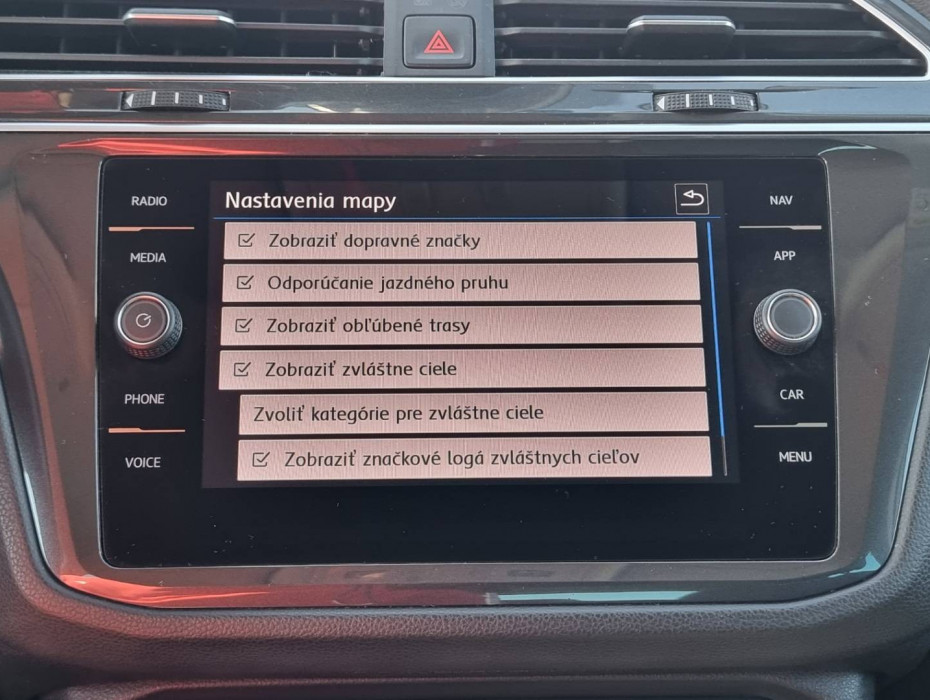 RADIO
MEDIA
PHONE
VOICE
Nastavenia mapy
Zobraziť dopravné značky
Odporúčanie jazdného pruhu
Zobraziť obľúbené trasy
Zobraziť zvláštne ciele
Zvoliť kategórie pre zvláštne ciele
Zobraziť značkové logá zvláštnych cieľov
NAV
APP
CAR
MENU